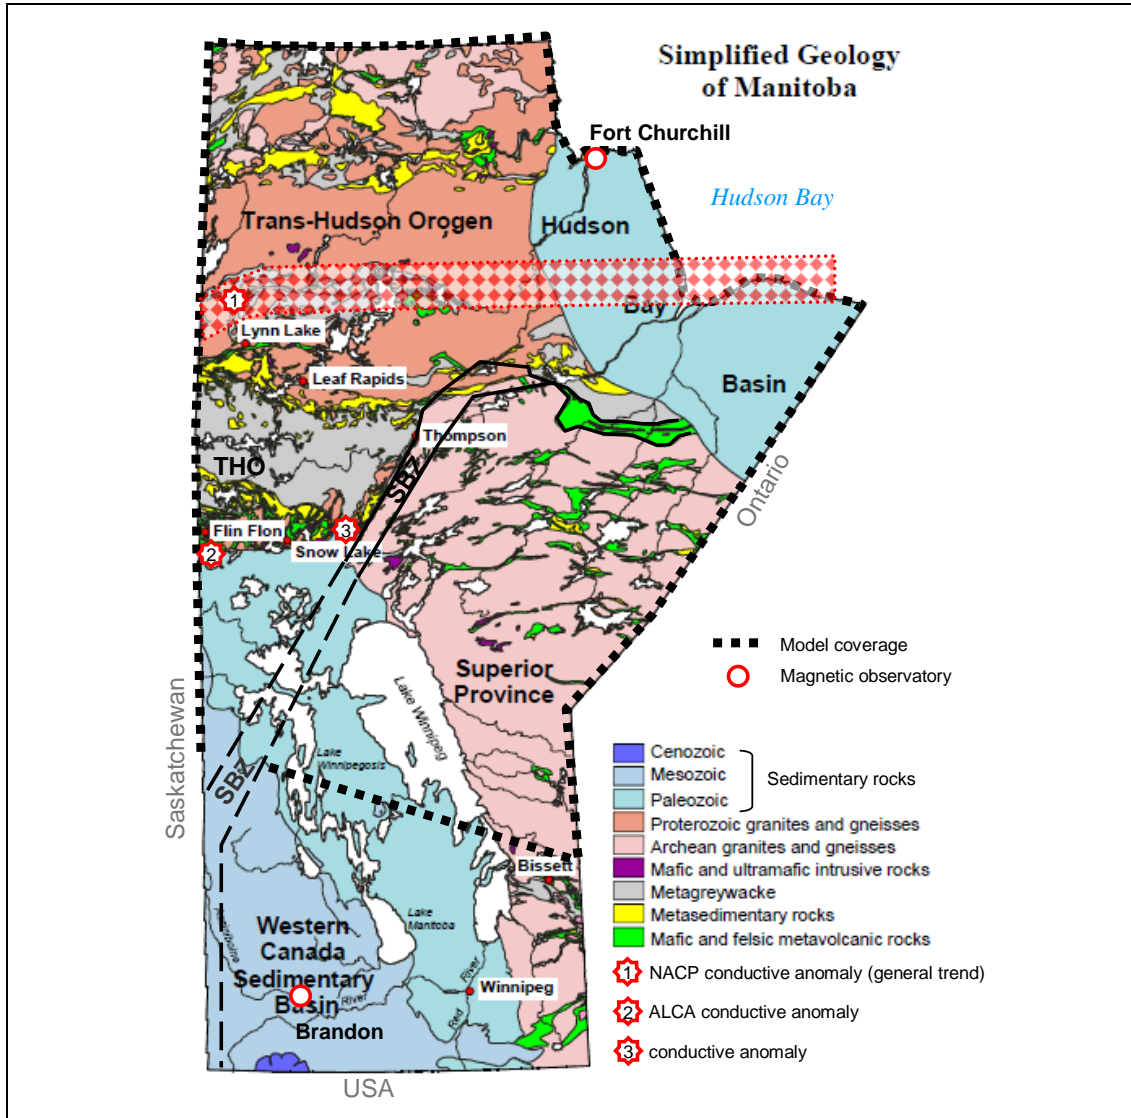 Simplified Geology
of Manitoba
Fort Churchill
Hudson Bay
Trans-Hudson Orogen
Hudson
Bay
Basin
1
Lynn Lake
Leaf Rapids
Thompson
THO
SBZ
Ontario
Flin Flon
3
2
Snow Lake
Superior
Province
Lake Winnipeg
Saskatchewan
Lake
Winnipegosis
SBZ
Bissett
Lake
Manitoba
Assiniboine
Western
Canada
Sedimentary
Basin
River
Brandon
River
Red
Winnipeg
USA
Model coverage
Magnetic observatory
Cenozoic
Mesozoic
Paleozoic
Sedimentary rocks
Proterozoic granites and gneisses
Archean granites and gneisses
Mafic and ultramafic intrusive rocks
Metagreywacke
Metasedimentary rocks
Mafic and felsic metavolcanic rocks
1 NACP conductive anomaly (general trend)
2 ALCA conductive anomaly
3 conductive anomaly